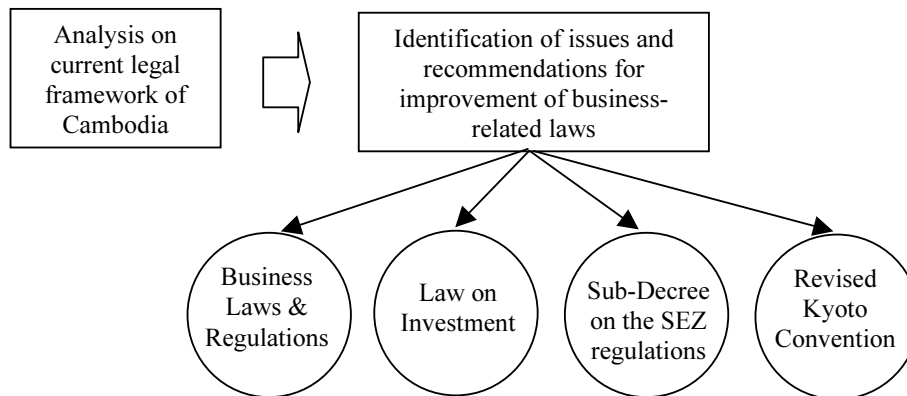 Analysis on
current legal
framework of
Cambodia
Identification of issues and
recommendations for
improvement of business-
related laws
Business
Laws &
Regulations
Law on
Investment
Sub-Decree
on the SEZ
regulations
Revised
Kyoto
Convention